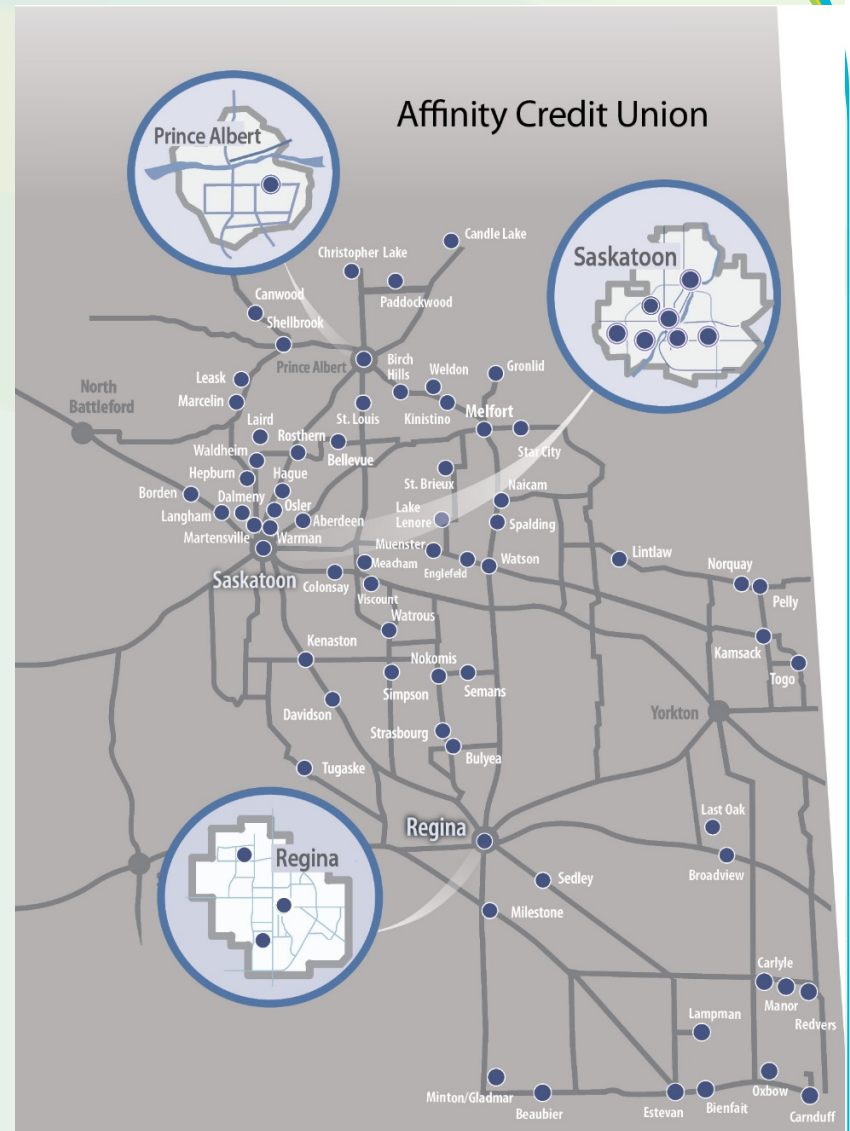 Affinity Credit Union
Prince Albert
Saskatoon
Candle Lake
Christopher Lake
Paddockwood
Canwood
Shellbrook
Prince Albert
Birch
Hills
Weldon
Gronlid
Leask
North
Battleford
Marcelin
St. Louis
Kinistino
Melfort
Laird
Rosthern
Star City
Waldheim
Bellevue
Hepburn
Hague
St. Brieux
Naicam
Borden
Dalmeny
Osler
Lake
Lenore
Langham
Aberdeen
Spalding
Martensville
Warman
Muenster
Meacham
Englefeld
Watson
Lintlaw
Norquay
Saskatoon
Colonsay
Viscount
Pelly
Watrous
Kenaston
Nokomis
Kamsack
Simpson
Semans
Togo
Davidson
Yorkton
Strasbourg
Bulyea
Tugaske
Last Oak
Regina
Regina
Broadview
Sedley
Milestone
Carlyle
Manor
Redvers
Lampman
Oxbow
Minton/Gladmar
Beaubier
Estevan
Bienfait
Carnduff